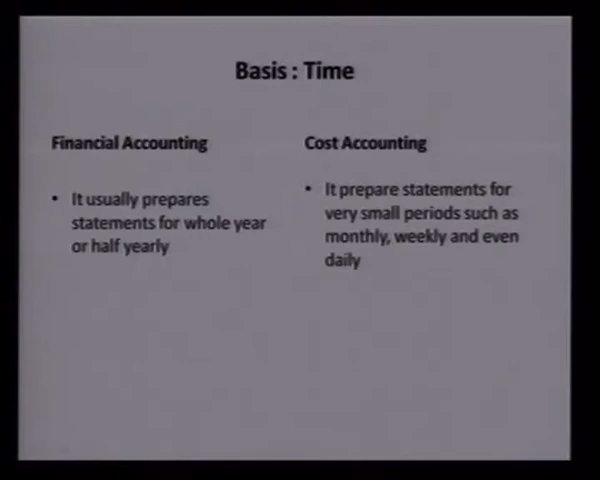 Basis : Time
Financial Accounting
• It usually prepares
statements for whole year
or half yearly
Cost Accounting
• It prepare statements for
very small periods such as
monthly, weekly and even
daily